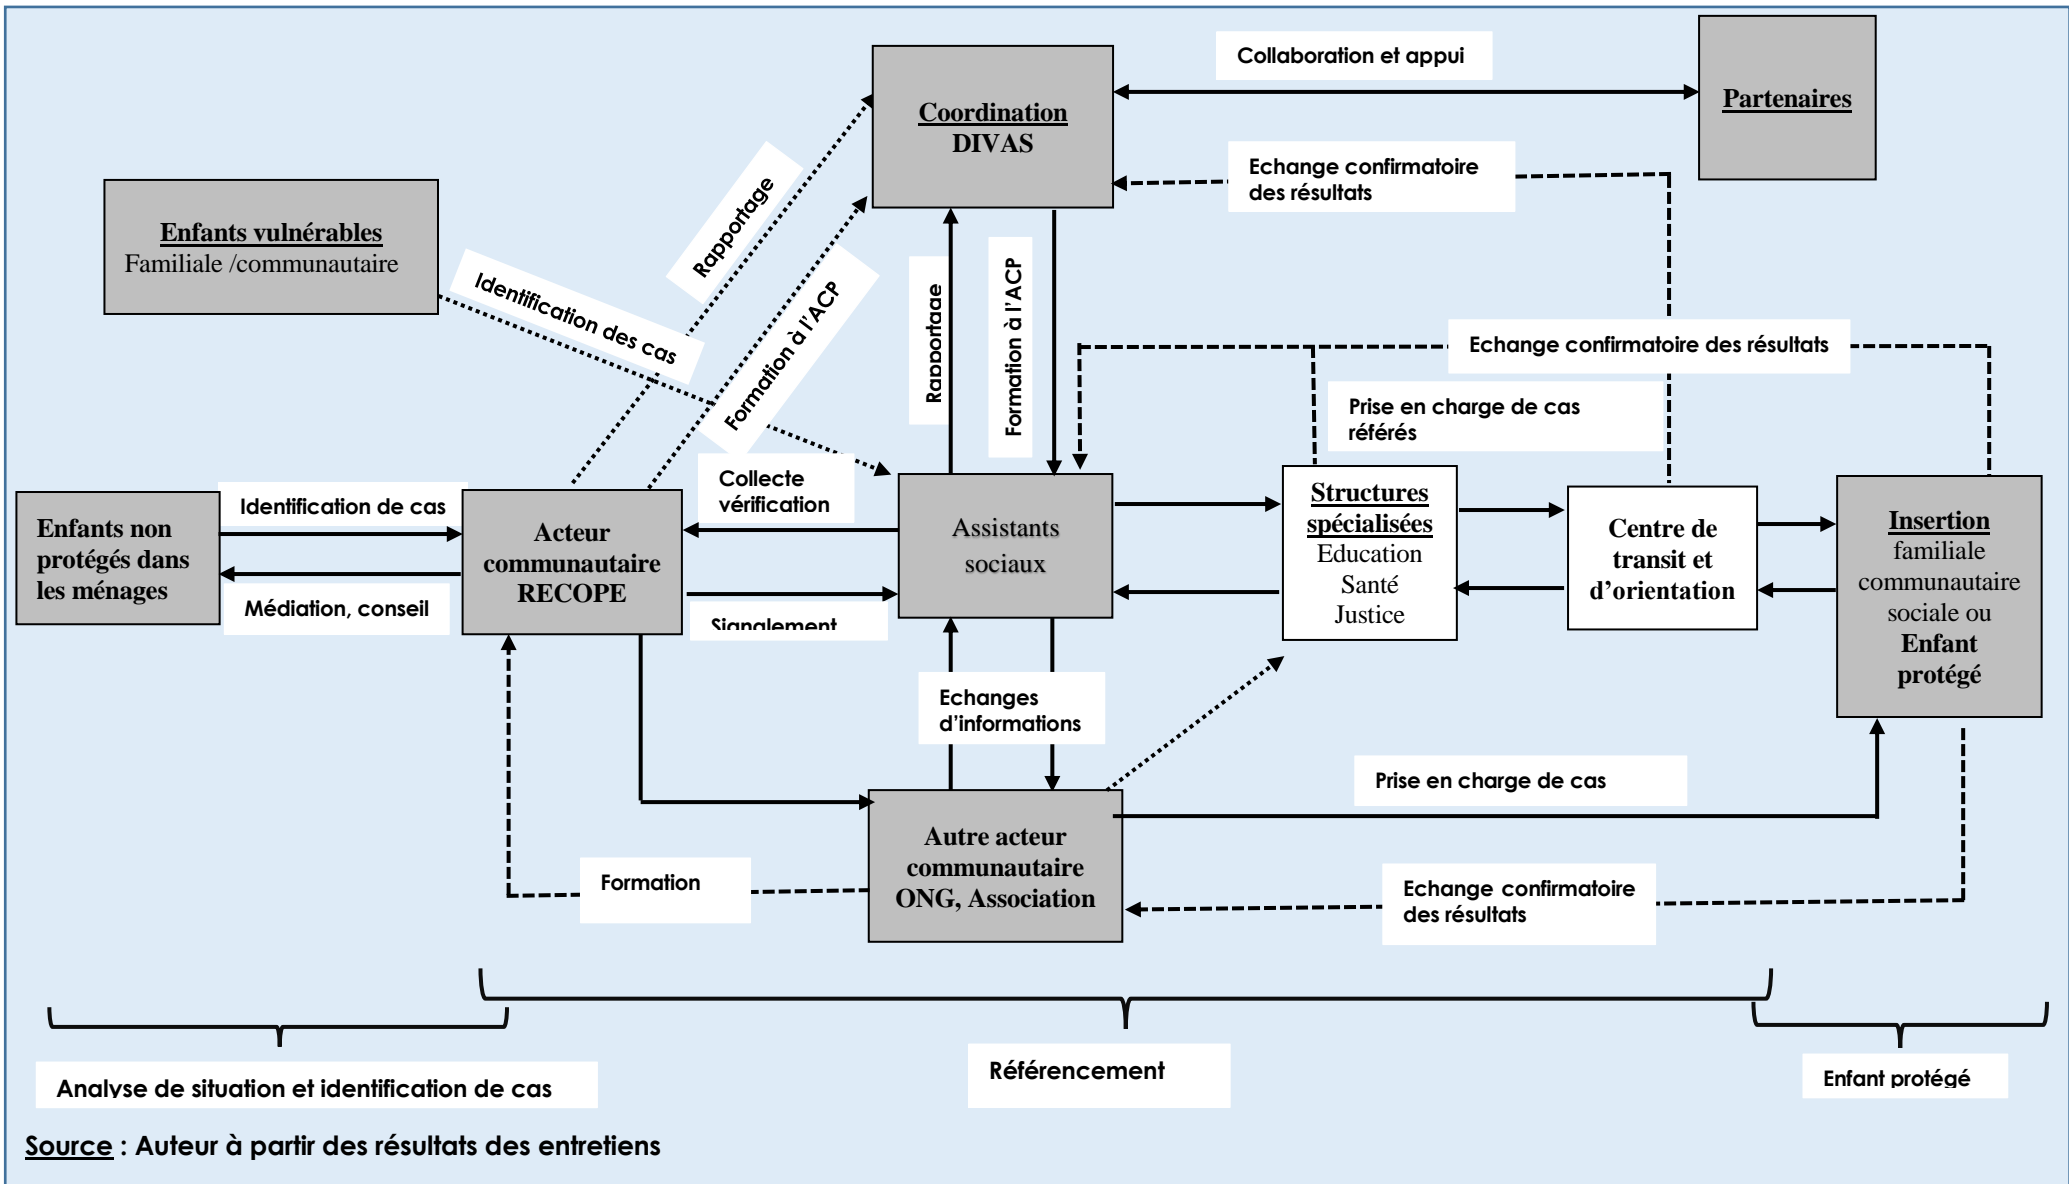 Collaboration et appui
Partenaires
Coordination
DIVAS
Echange confirmatoire
des résultats
Enfants vulnérables
Familiale /communautaire
Rapportage
Identification des cas
Formation à l'ACP
Rapportage
Formation à l'ACP
Echange confirmatoire des résultats
Prise en charge de cas
référés
Collecte
vérification
Identification de cas
Enfants non
protégés dans
les ménages
Médiation, conseil
Acteur
communautaire
RECOPE
Signalement
Assistants
sociaux
Structures
spécialisées
Education
Santé
Justice
Centre de
transit et
d'orientation
Insertion
familiale
communautaire
sociale ou
Enfant
protégé
Echanges
d'informations
Prise en charge de cas
Autre acteur
communautaire
ONG, Association
Formation
Echange confirmatoire
des résultats
Analyse de situation et identification de cas
Référencement
Enfant protégé
Source : Auteur à partir des résultats des entretiens